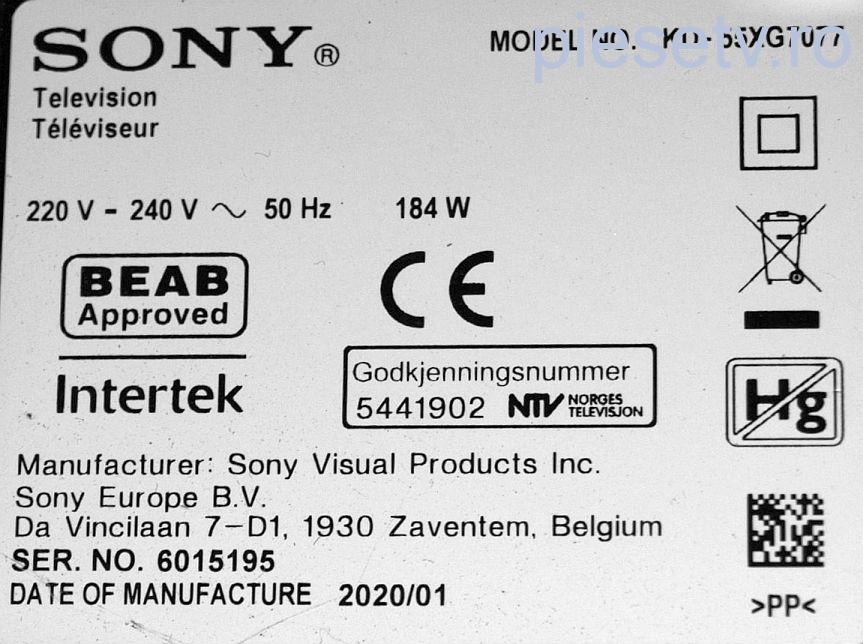 SONY®
MODEL NO. KD-55XG7077
piesetv.ro
Television
Téléviseur
220 V - 240 V ~ 50 Hz 184 W
BEAB
Approved
CE
Intertek
Godkjenningsnummer
5441902 NTV NORGES
TELEVISJON
Hg
Manufacturer: Sony Visual Products Inc.
Sony Europe B.V.
Da Vincilaan 7-D1, 1930 Zaventem, Belgium
SER. NO. 6015195
DATE OF MANUFACTURE 2020/01
>PP<